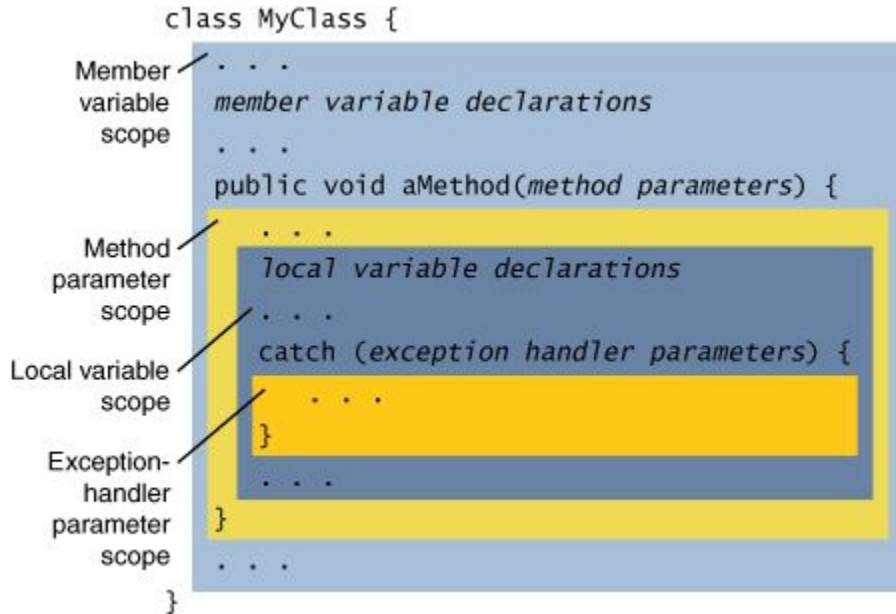 class MyClass {
Member variable scope
. . .
member variable declarations
. . .
public void aMethod(method parameters) {
Method parameter scope
. . .
local variable declarations
Local variable scope
. . .
catch (exception handler parameters) {
Exception-handler parameter scope
. . .
}
. . .
}
. . .
}